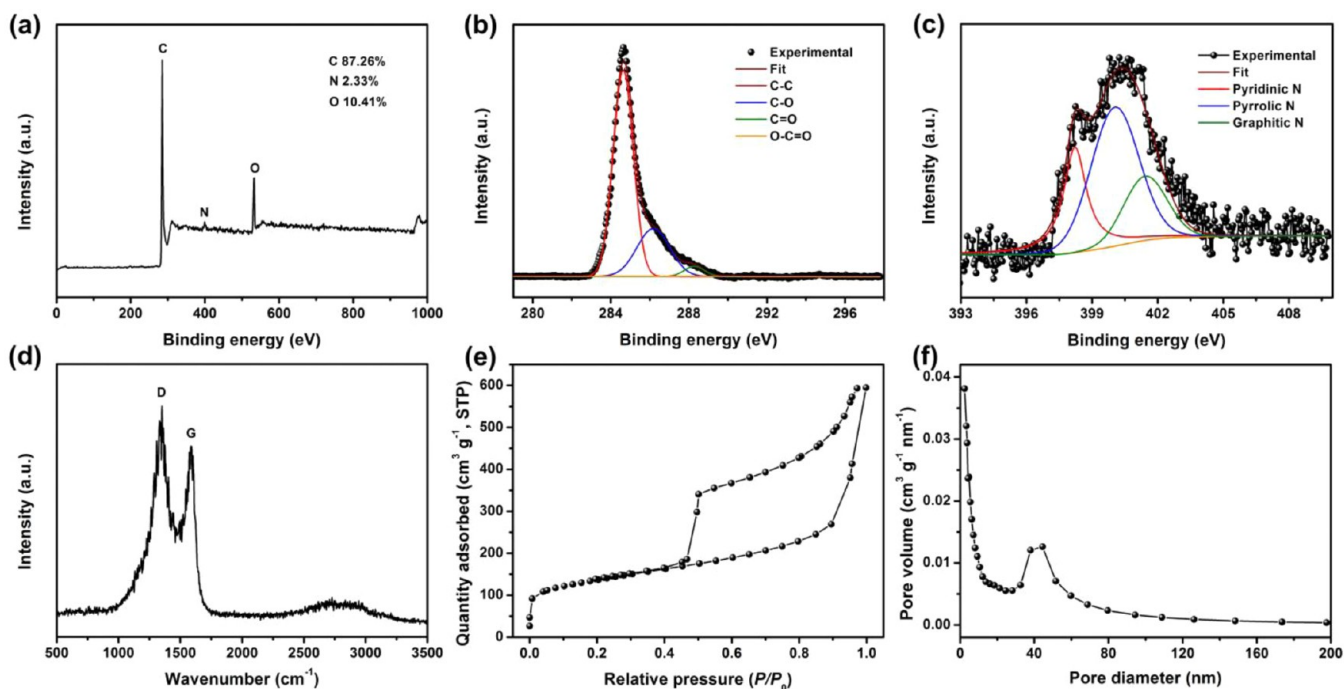 (a)
C
N
O
C 87.26%
N 2.33%
O 10.41%
Intensity (a.u.)
0 200 400 600 800 1000
Binding energy (eV)
(b)
Experimental
Fit
C-C
C-O
C=O
O-C=O
Intensity (a.u.)
280 284 288 292 296
Binding energy (eV)
(c)
Experimental
Fit
Pyridinic N
Pyrrolic N
Graphitic N
Intensity (a.u.)
393 396 399 402 405 408
Binding energy (eV)
(d)
D
G
Intensity (a.u.)
500 1000 1500 2000 2500 3000 3500
Wavenumber (cm⁻¹)
(e)
Quantity adsorbed (cm³ g⁻¹, STP)
600
500
400
300
200
100
0
0.0 0.2 0.4 0.6 0.8 1.0
Relative pressure (P/P₀)
(f)
Pore volume (cm³ g⁻¹ nm⁻¹)
0.04
0.03
0.02
0.01
0.00
0 40 80 120 160 200
Pore diameter (nm)